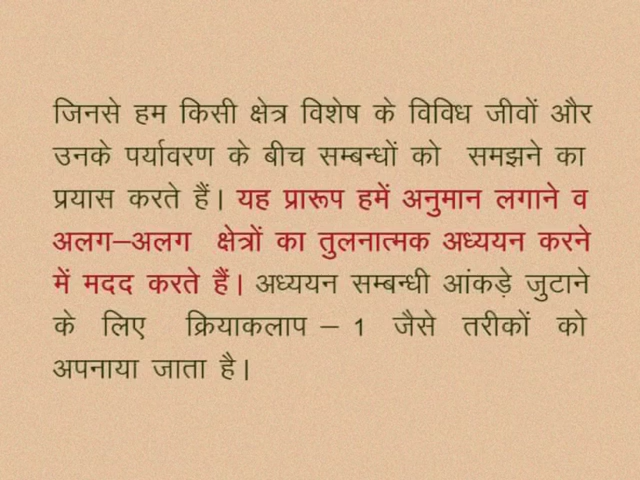 जिनसे हम किसी क्षेत्र विशेष के विविध जीवों और
उनके पर्यावरण के बीच सम्बन्धों को समझने का
प्रयास करते हैं। यह प्रारूप हमें अनुमान लगाने व
अलग–अलग क्षेत्रों का तुलनात्मक अध्ययन करने
में मदद करते हैं। अध्ययन सम्बन्धी आंकड़े जुटाने
के लिए क्रियाकलाप – 1 जैसे तरीकों को
अपनाया जाता है।